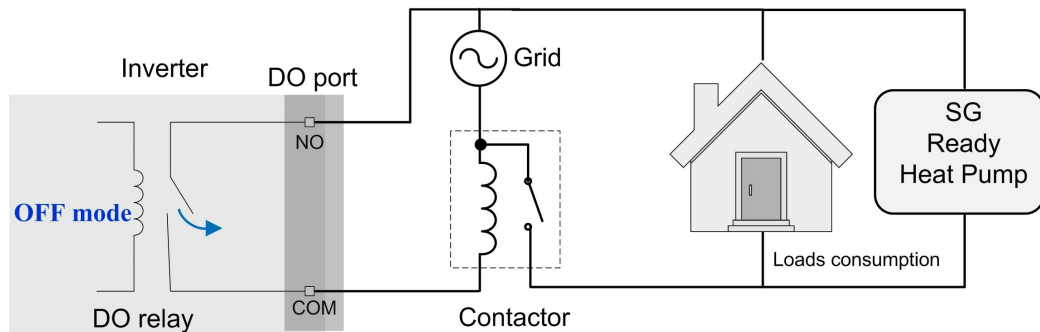 Inverter
DO port
Grid
NO
SG
Ready
Heat Pump
OFF mode
Loads consumption
COM
DO relay
Contactor